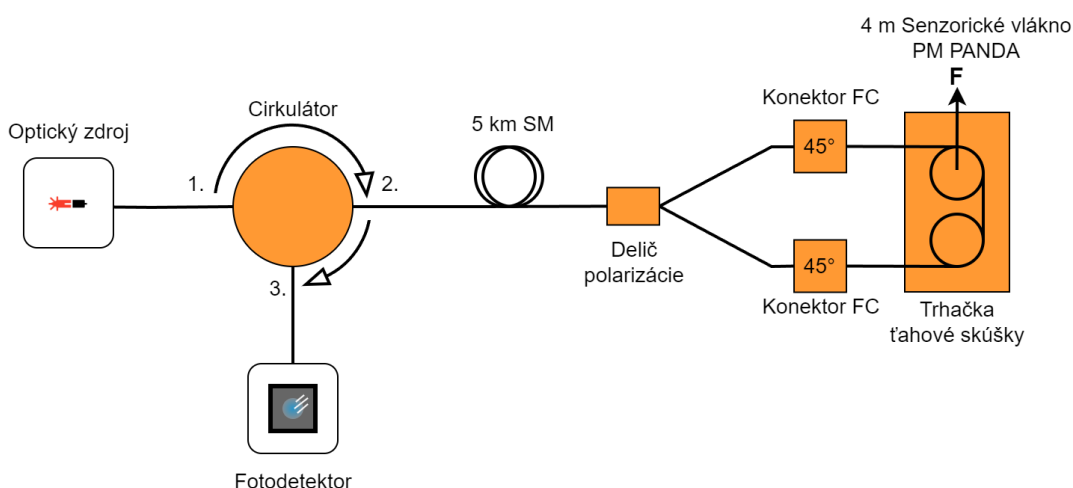 4 m Senzorické vlákno
PM PANDA
F
Konektor FC
Cirkulátor
5 km SM
Optický zdroj
45°
1.
2.
Delič
polarizácie
45°
3.
Konektor FC
Trhačka
ťahové skúšky
Fotodetektor